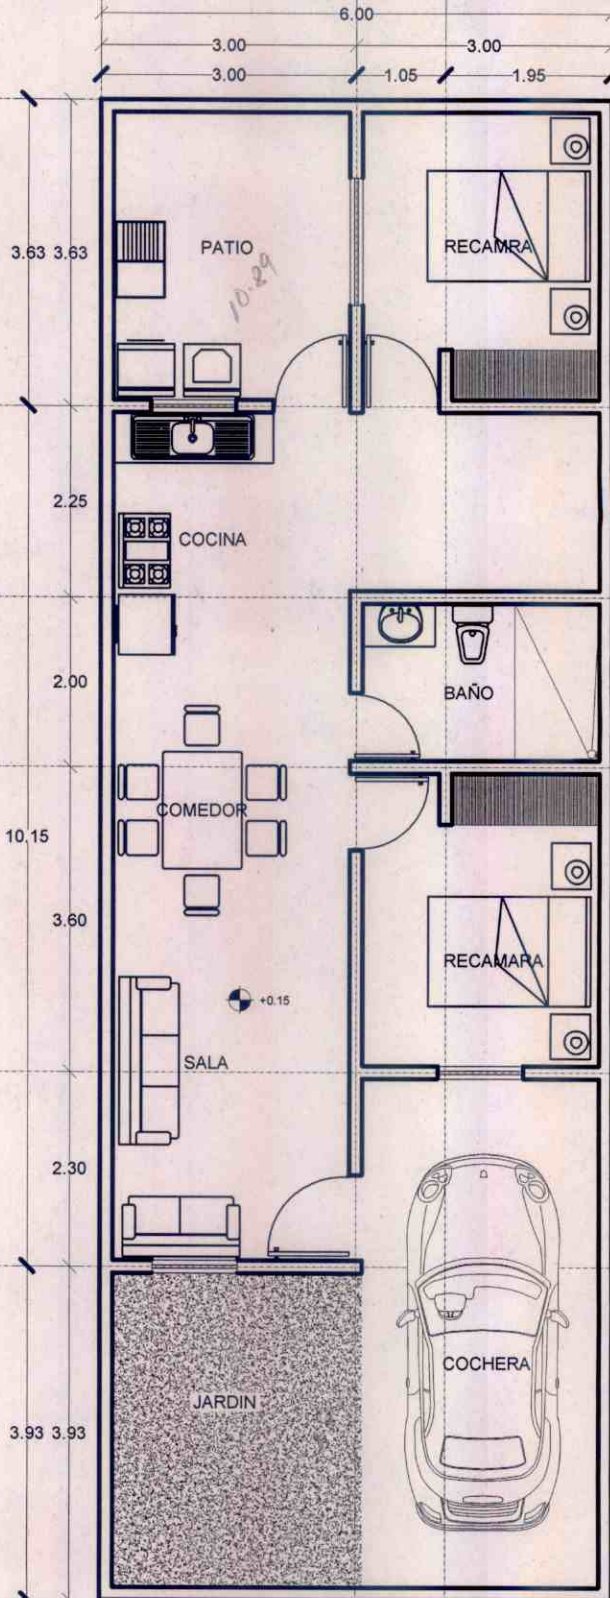 6.00
3.00 3.00
3.00 1.05 1.95
3.63 3.63 PATIO RECAMRA
10.89
2.25
COCINA
2.00 BAÑO
COMEDOR
10.15
3.60
RECAMARA
+0.15
SALA
2.30
COCHERA
JARDIN
3.93 3.93